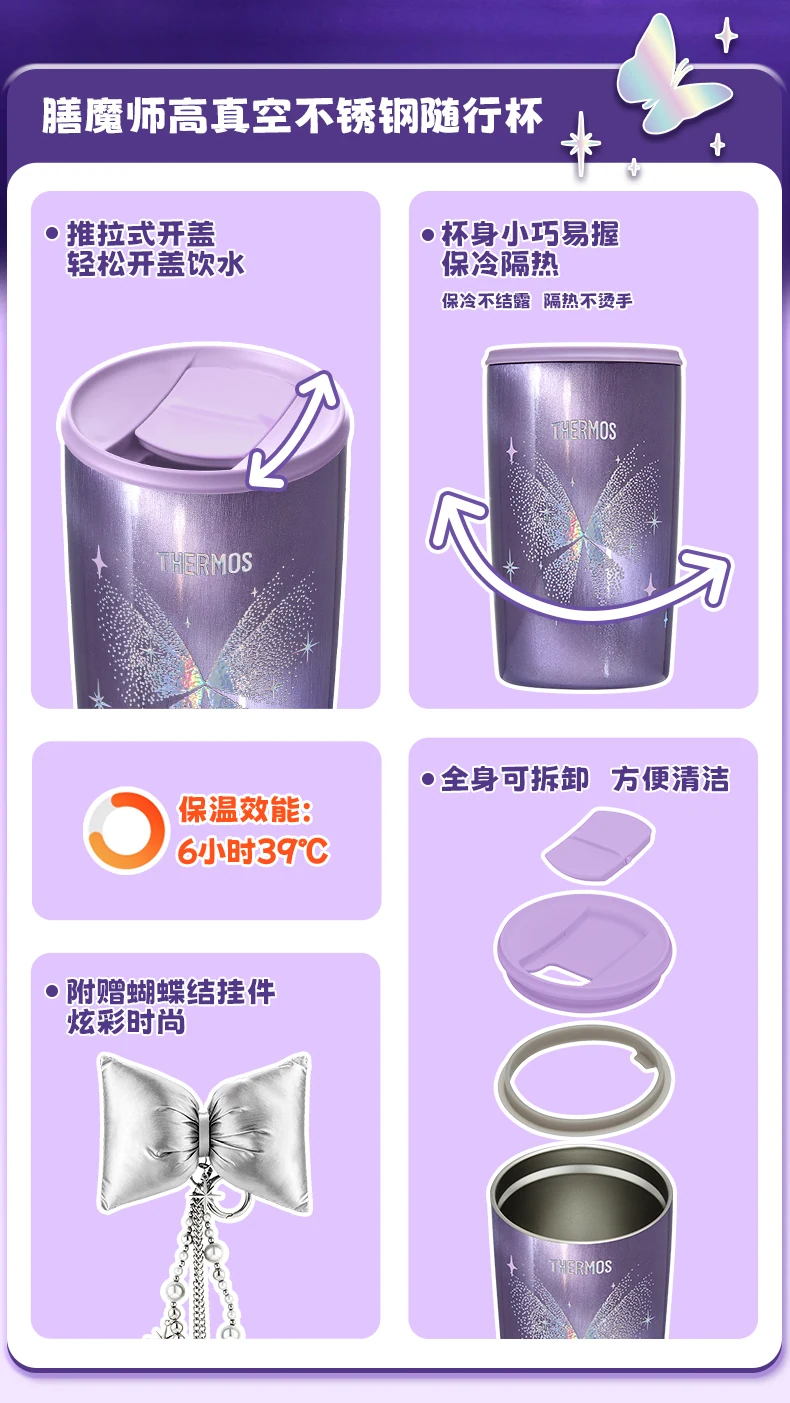 膳魔师高真空不锈钢随行杯
推拉式开盖
轻松开盖饮水
THERMOS
杯身小巧易握
保冷隔热
保冷不结露 隔热不烫手
THERMOS
保温效能:
6小时39℃
附赠蝴蝶结挂件
炫彩时尚
全身可拆卸 方便清洁
THERMOS